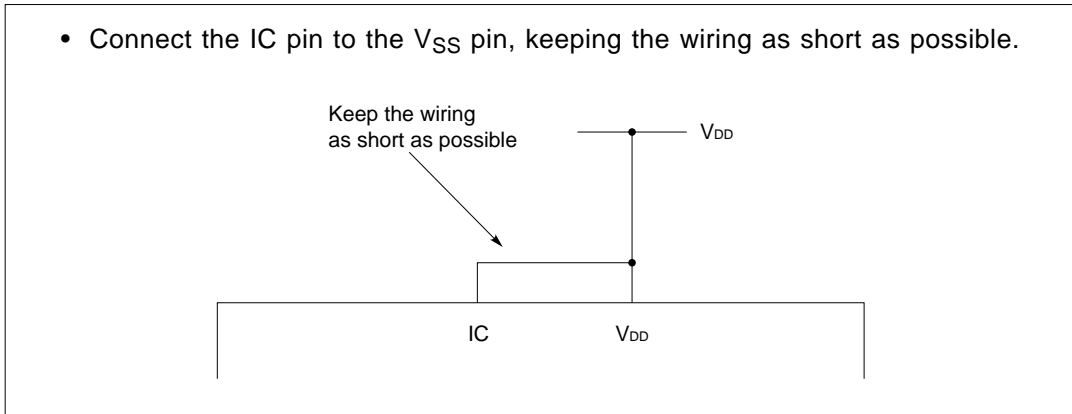 • Connect the IC pin to the VSS pin, keeping the wiring as short as possible.
Keep the wiring
as short as possible
VDD
IC
VDD